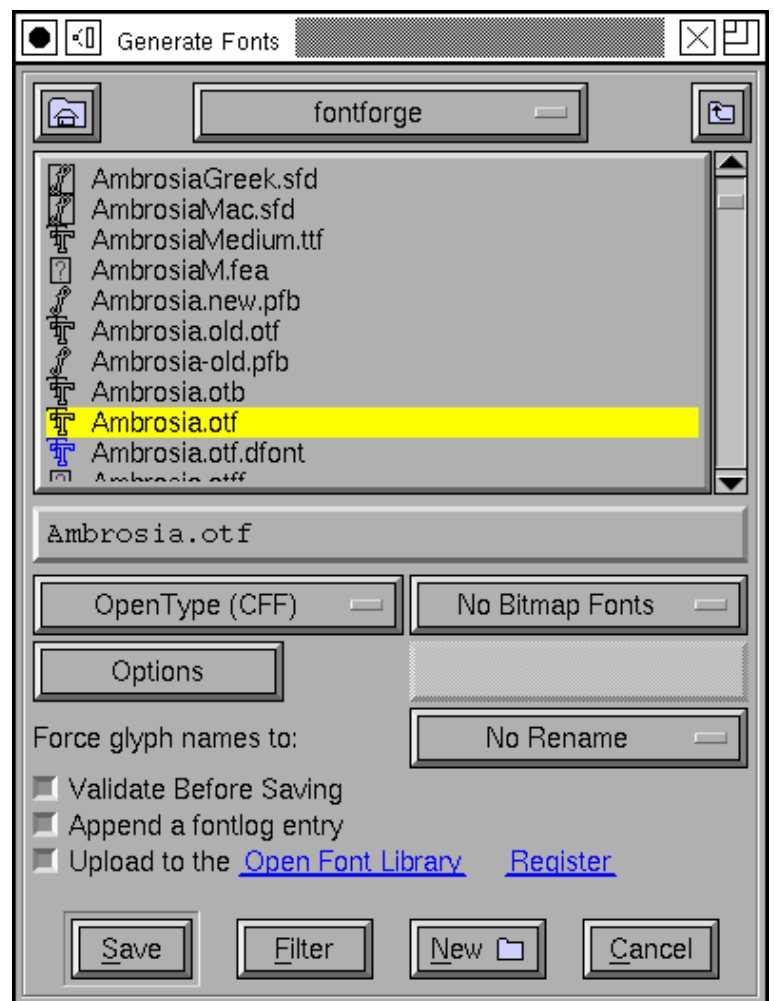 Generate Fonts
fontforge
AmbrosiaGreek.sfd
AmbrosiaMac.sfd
AmbrosiaMedium.ttf
AmbrosiaM.fea
Ambrosia.new.pfb
Ambrosia.old.otf
Ambrosia-old.pfb
Ambrosia.otb
Ambrosia.otf
Ambrosia.otf.dfont
Ambrosia.otff
Ambrosia.otf
OpenType (CFF) No Bitmap Fonts
Options
Force glyph names to: No Rename
Validate Before Saving
Append a fontlog entry
Upload to the Open Font Library Register
Save Filter New Cancel